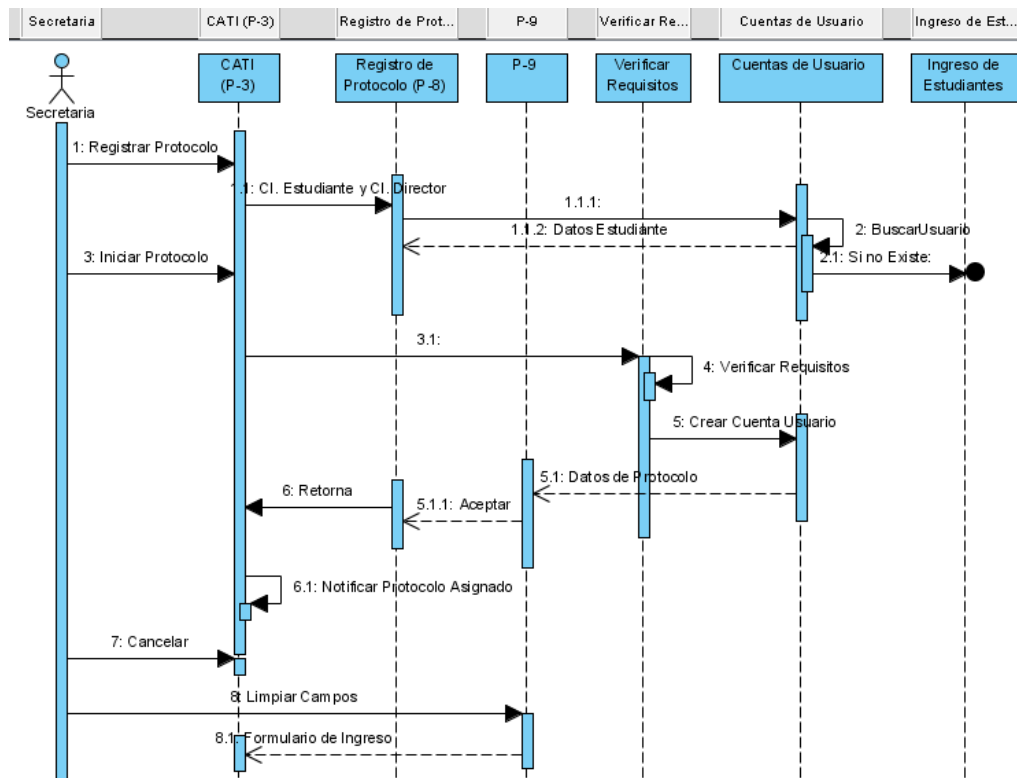 Secretaria
CATI (P-3)
Registro de Prot...
P-9
Verificar Re...
Cuentas de Usuario
Ingreso de Est...
CATI
(P-3)
Registro de
Protocolo (P-8)
P-9
Verificar
Requisitos
Cuentas de Usuario
Ingreso de
Estudiantes
Secretaria
1: Registrar Protocolo
1.1: CI. Estudiante y CI. Director
1.1.1:
1.1.2: Datos Estudiante
2: BuscarUsuario
3: Iniciar Protocolo
2.1: Si no Existe:
3.1:
4: Verificar Requisitos
5: Crear Cuenta Usuario
5.1: Datos de Protocolo
6: Retorna
5.1.1: Aceptar
6.1: Notificar Protocolo Asignado
7: Cancelar
8: Limpiar Campos
8.1: Formulario de Ingreso